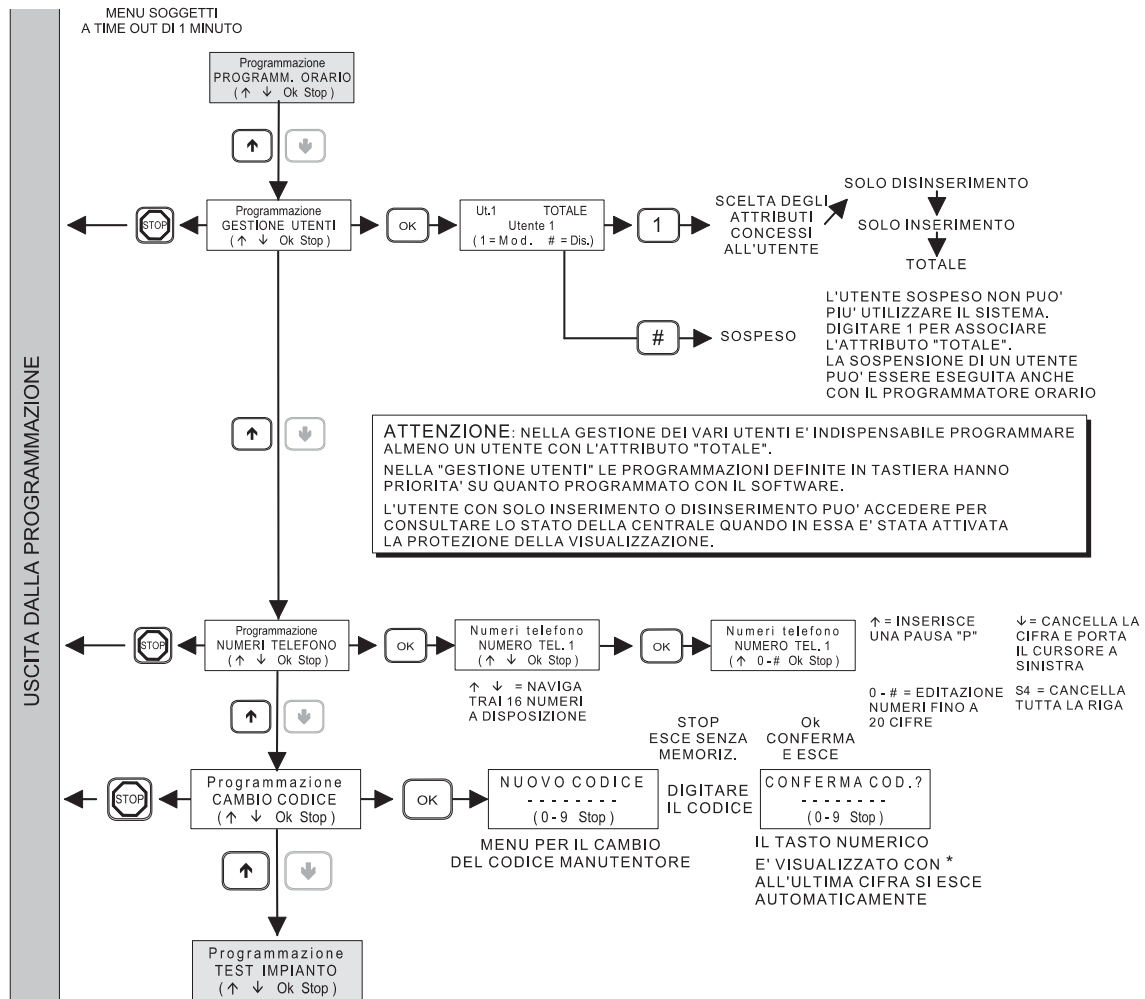 MENU SOGGETTI
A TIME OUT DI 1 MINUTO
USCITA DALLA PROGRAMMAZIONE
Programmazione
PROGRAMM. ORARIO
(↑ ↓ Ok Stop)
STOP
Programmazione
GESTIONE UTENTI
(↑ ↓ Ok Stop)
OK
Ut.1 TOTALE
Utente 1
(1=Mod. #=Dis.)
1
SCELTA DEGLI
ATTRIBUTI
CONCESSI
ALL'UTENTE
SOLO DISINSERIMENTO
SOLO INSERIMENTO
TOTALE
#
SOSPESO
L'UTENTE SOSPESO NON PUO'
PIU' UTILIZZARE IL SISTEMA.
DIGITARE 1 PER ASSOCIARE
L'ATTRIBUTO "TOTALE".
LA SOSPENSIONE DI UN UTENTE
PUO' ESSERE ESEGUITA ANCHE
CON IL PROGRAMMATORE ORARIO
ATTENZIONE: NELLA GESTIONE DEI VARI UTENTI E' INDISPENSABILE PROGRAMMARE
ALMENO UN UTENTE CON L'ATTRIBUTO "TOTALE".
NELLA "GESTIONE UTENTI" LE PROGRAMMAZIONI DEFINITE IN TASTIERA HANNO
PRIORITA' SU QUANTO PROGRAMMATO CON IL SOFTWARE.
L'UTENTE CON SOLO INSERIMENTO O DISINSERIMENTO PUO' ACCEDERE PER
CONSULTARE LO STATO DELLA CENTRALE QUANDO IN ESSA E' STATA ATTIVATA
LA PROTEZIONE DELLA VISUALIZZAZIONE.
STOP
Programmazione
NUMERI TELEFONO
(↑ ↓ Ok Stop)
OK
Numeri telefono
NUMERO TEL. 1
(↑ ↓ Ok Stop)
↑ ↓ = NAVIGA
TRAI 16 NUMERI
A DISPOSIZIONE
OK
Numeri telefono
NUMERO TEL. 1
(↑ 0-# Ok Stop)
↑ = INSERISCE
UNA PAUSA "P"
↓ = CANCELLA LA
CIFRA E PORTA
IL CURSORE A
SINISTRA
0 - # = EDITAZIONE
NUMERI FINO A
20 CIFRE
S4 = CANCELLA
TUTTA LA RIGA
STOP
ESCE SENZA
MEMORIZ.
Ok
CONFERMA
E ESCE
STOP
Programmazione
CAMBIO CODICE
(↑ ↓ Ok Stop)
OK
NUOVO CODICE
- - - - - - - -
(0-9 Stop)
MENU PER IL CAMBIO
DEL CODICE MANUTENTORE
DIGITARE
IL CODICE
CONFERMA COD.?
- - - - - - - -
(0-9 Stop)
IL TASTO NUMERICO
E' VISUALIZZATO CON *
ALL'ULTIMA CIFRA SI ESCE
AUTOMATICAMENTE
Programmazione
TEST IMPIANTO
(↑ ↓ Ok Stop)